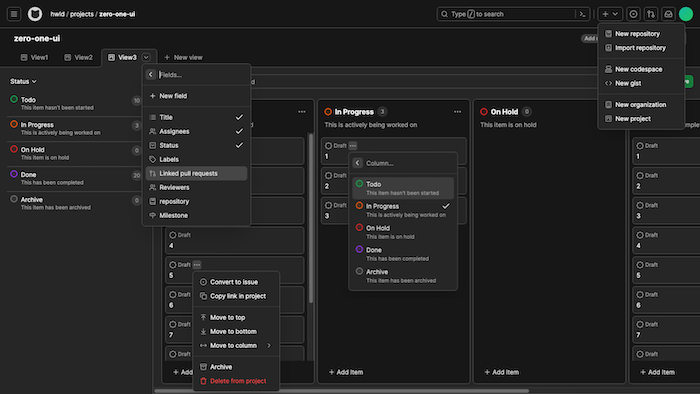 hwld / projects / zero-one-ui
Type / to search
zero-one-ui
View1
View2
View3
New view
Status
Todo
10
This item hasn't been started
In Progress
3
This is actively being worked on
On Hold
0
This item is on hold
Done
20
This has been completed
Archive
0
This item has been archived
Fields...
New field
Title
Assignees
Status
Labels
Linked pull requests
Reviewers
repository
Milestone
New repository
Import repository
New codespace
New gist
New organization
New project
In Progress
3
This is actively being worked on
Draft
1
2
3
Column...
Todo
This item hasn't been started
In Progress
This is actively being worked on
On Hold
This item is on hold
Done
This has been completed
Archive
This item has been archived
Add Item
On Hold
0
This item is on hold
Add Item
Draft
4
Draft
5
Draft
6
Draft
7
Convert to issue
Copy link in project
Move to top
Move to bottom
Move to column
Archive
Delete from project
Draft
1
Draft
2
Draft
3
Draft
4
Draft
5
Draft
6
Draft
7
Add Item